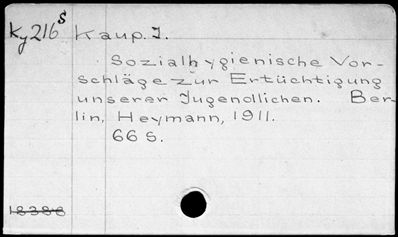 Ky216 S Kaup. I.
Sozialhygienische Vor-
schläge zur Ertüchtigung
unserer Jugendlichen. Ber-
lin, Heymann, 1911.
66 S.
18386